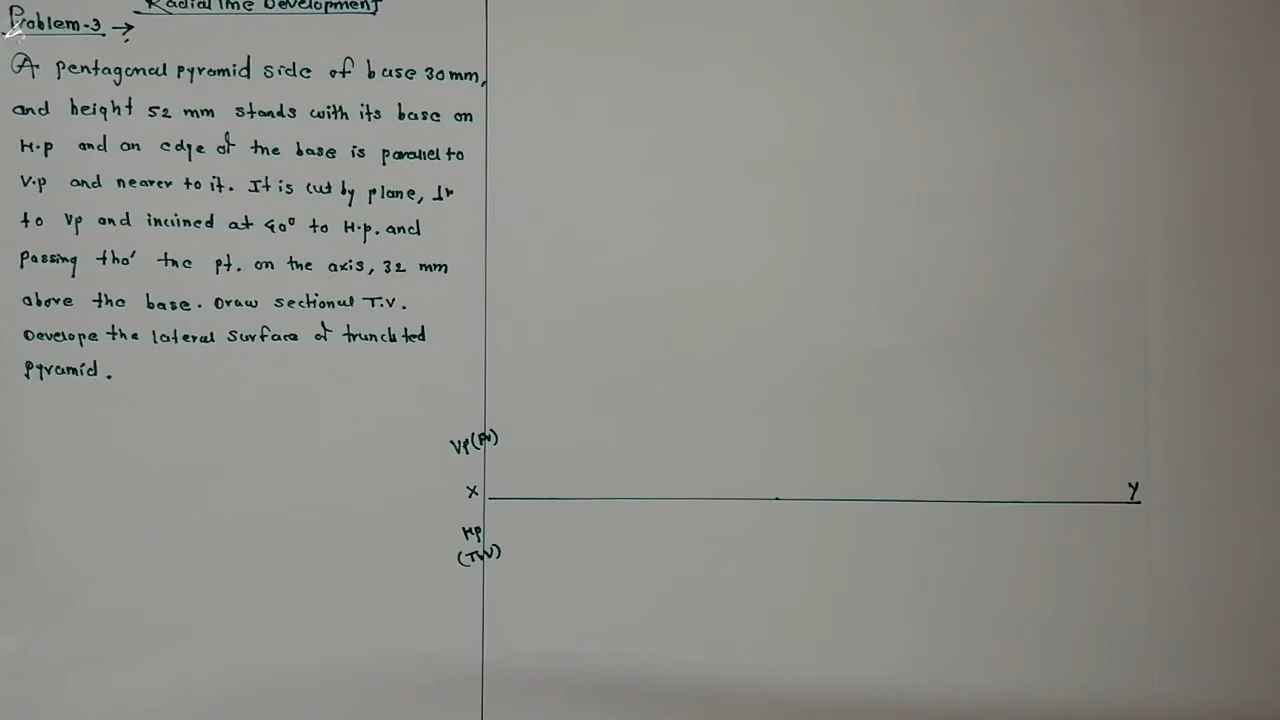 Radial line Development
Problem-3 →
A pentagonal pyramid side of base 30mm,
and height 52 mm stands with its base on
H.p and an edge of the base is parallel to
V.p and nearer to it. It is cut by plane, ⊥r
to Vp and inclined at 40° to H.p. and
passing tho' the pt. on the axis, 32 mm
above the base. Draw sectional T.V.
Develope the lateral surface of trunchted
pyramid.
Vp(Fv)
X Y
Hp
(TV)